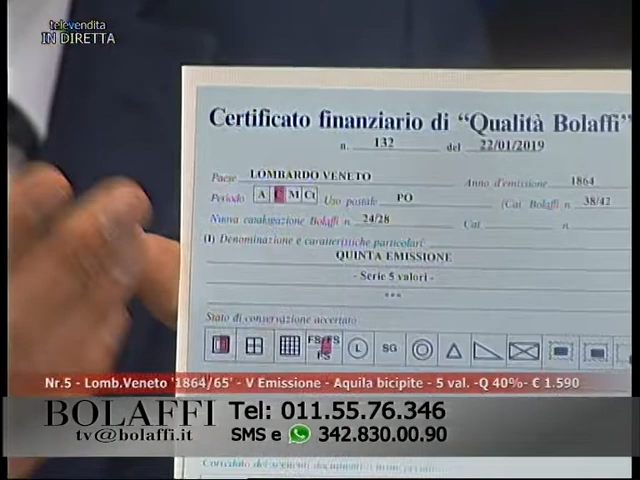 televendita
IN DIRETTA
Certificato finanziario di “Qualità Bolaffi”
n. 132 del 22/01/2019
Paese LOMBARDO VENETO Anno d'emissione 1864
Periodo A C M Ct Uso postale PO (Cat. Bolaffi n. 38/42
Nuova catalogazione Bolaffi n. 24/28 Cat n.
(1) Denominazione e caratteristiche particolari:
QUINTA EMISSIONE
- Serie 5 valori -
***
Stato di conservazione accertato
FS/FS L SG
FS
Nr.5 - Lomb.Veneto '1864/65' - V Emissione - Aquila bicipite - 5 val. -Q 40%- € 1.590
BOLAFFI Tel: 011.55.76.346
tv@bolaffi.it SMS e 342.830.00.90